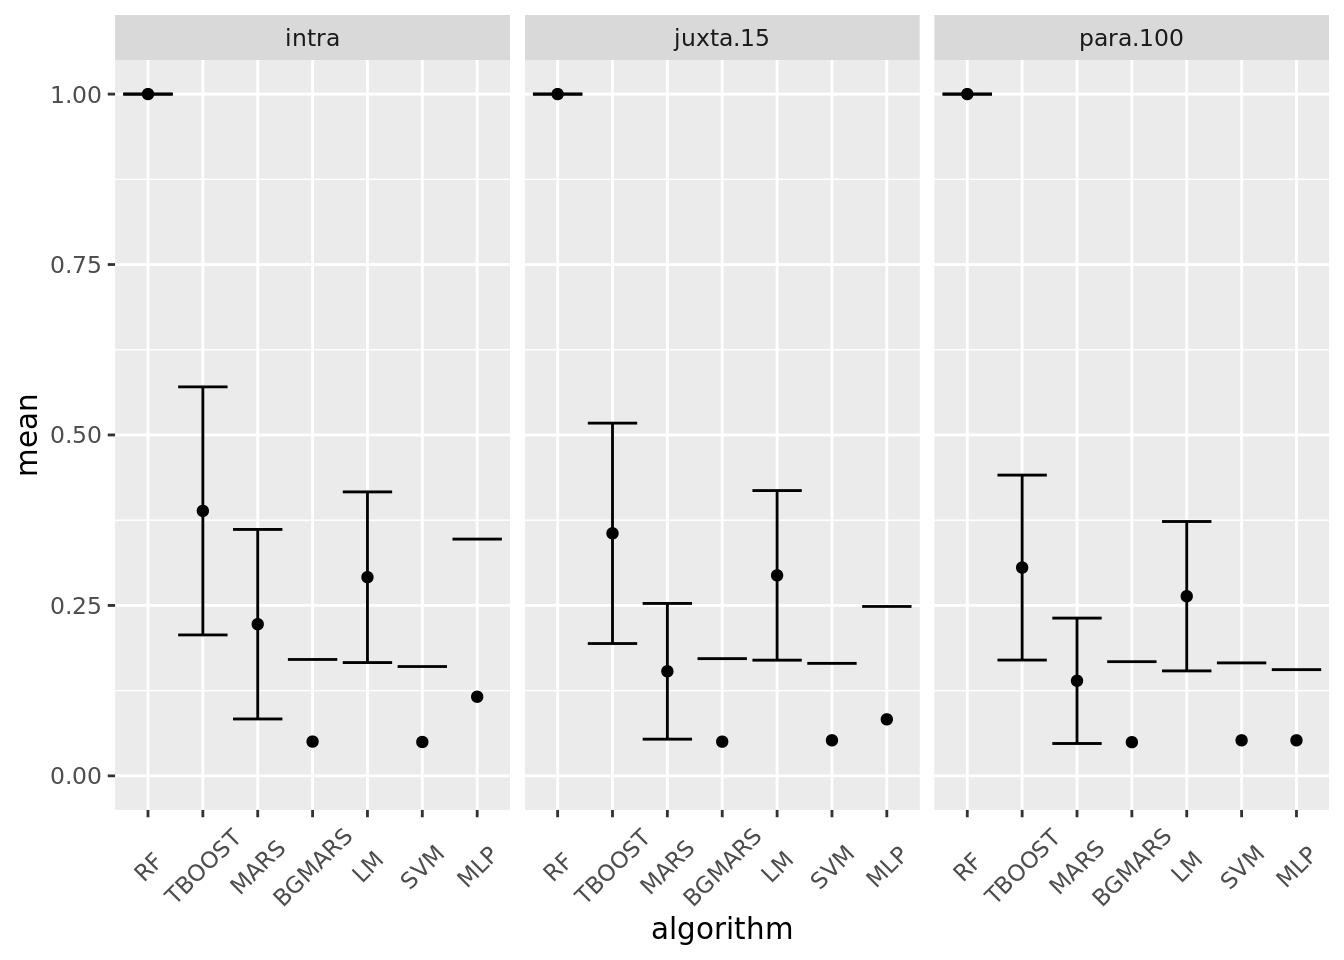 intra juxta.15 para.100
1.00
0.75
0.50
0.25
0.00
mean
RF TBOOST MARS BGMARS LM SVM MLP RF TBOOST MARS BGMARS LM SVM MLP RF TBOOST MARS BGMARS LM SVM MLP
algorithm